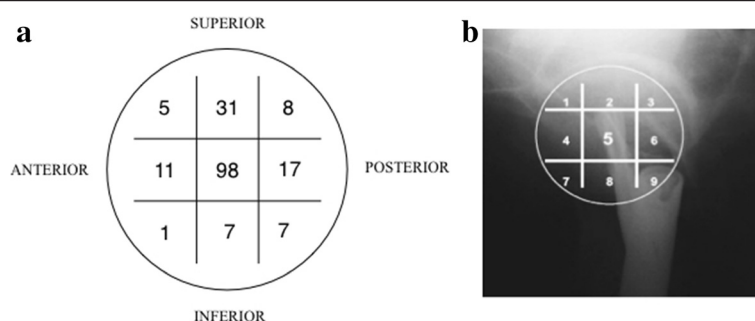 a
SUPERIOR
5 31 8
ANTERIOR 11 98 17 POSTERIOR
1 7 7
INFERIOR
b
1 2 3
4 5 6
7 8 9